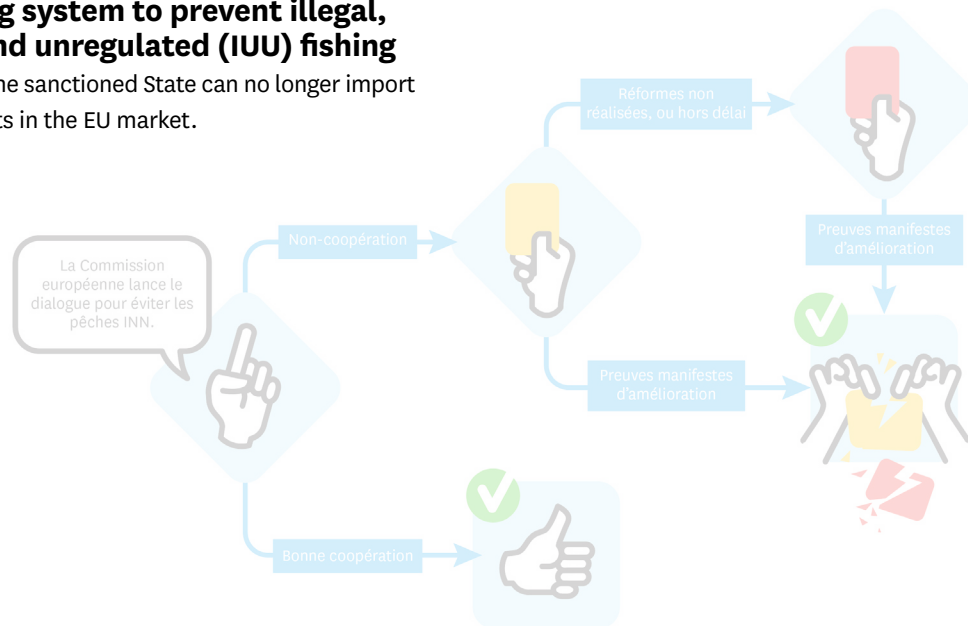 g system to prevent illegal,
nd unregulated (IUU) fishing
ne sanctioned State can no longer import
ts in the EU market.
Réformes non
réalisées, ou hors délai
Non-coopération
Preuves manifestes
d'amélioration
La Commission
européenne lance le
dialogue pour éviter les
pêches INN.
Preuves manifestes
d'amélioration
Bonne coopération